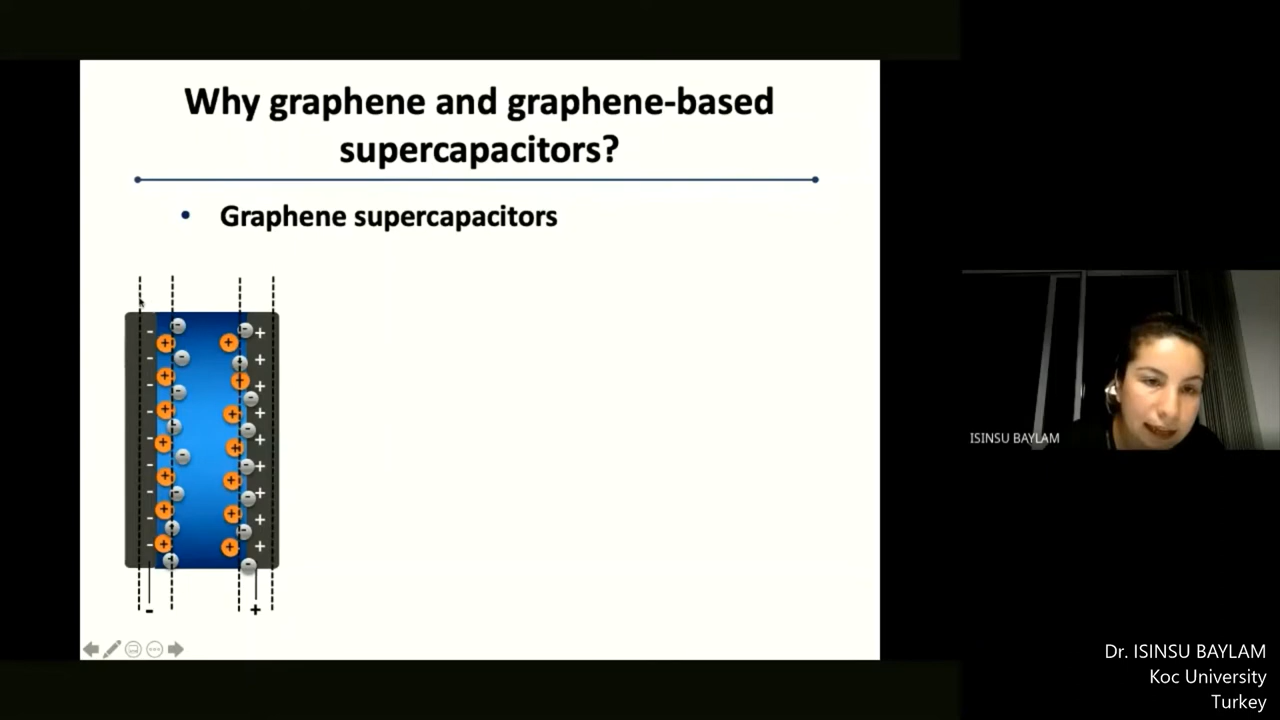 Why graphene and graphene-based
supercapacitors?
• Graphene supercapacitors
-
+
ISINSU BAYLAM
Dr. ISINSU BAYLAM
Koc University
Turkey